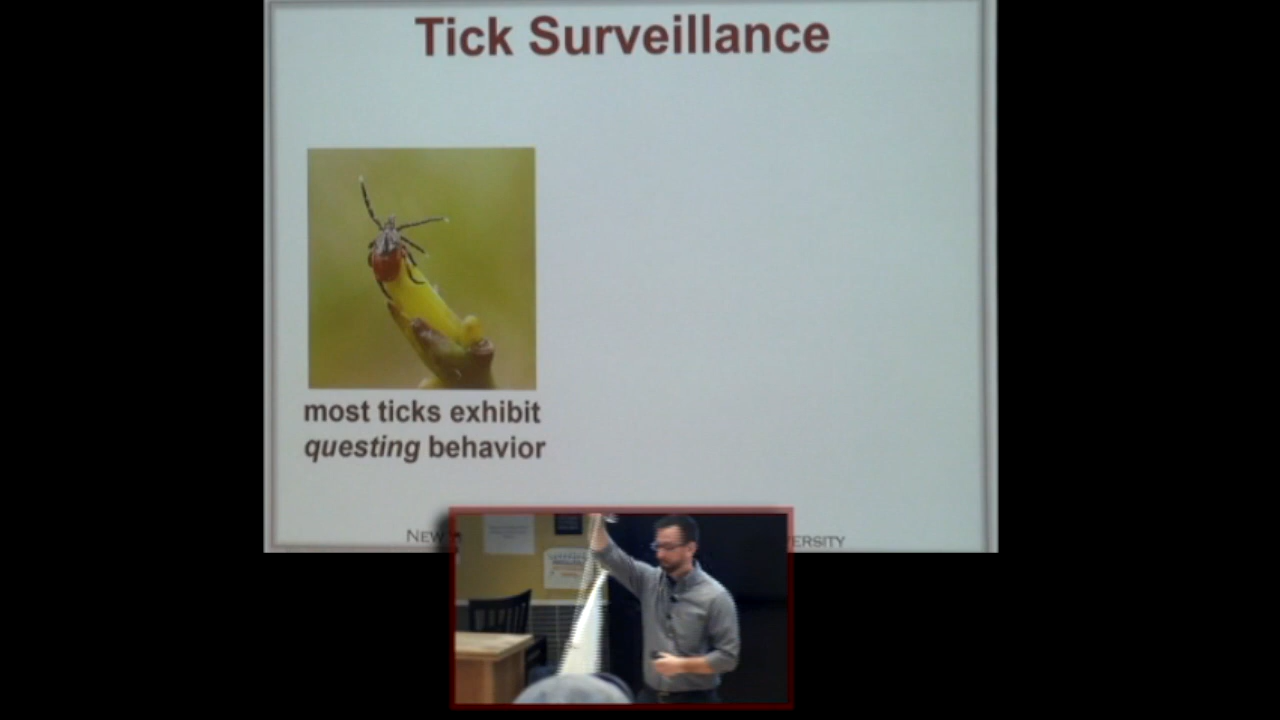 Tick Surveillance
most ticks exhibit
questing behavior
NEW
ERSITY